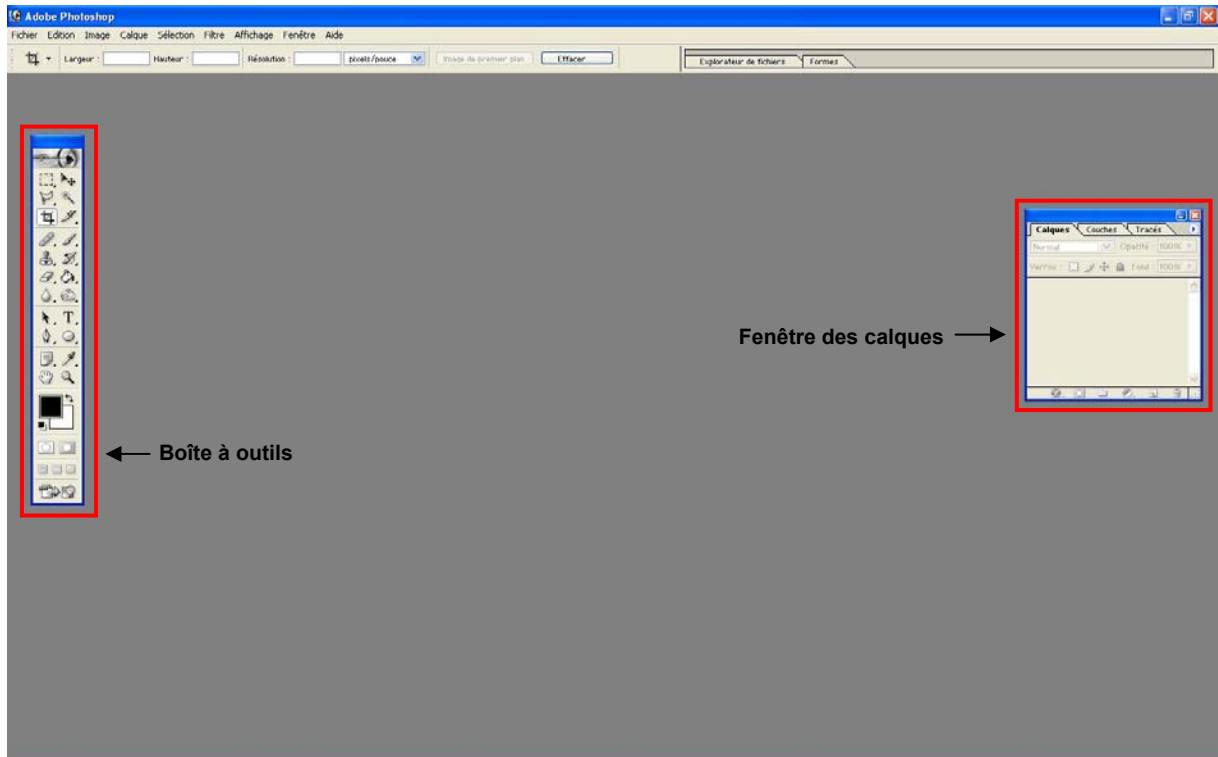 Adobe Photoshop
Fichier Edition Image Calque Sélection Filtre Affichage Fenêtre Aide
Largeur : Hauteur : Résolution : pixels/pouce Image de premier plan Effacer Explorateur de fichiers Formes
Calques Couches Tracés
Normal Opacité : 100%
Verrou : Fond : 100%
Fenêtre des calques
Boîte à outils